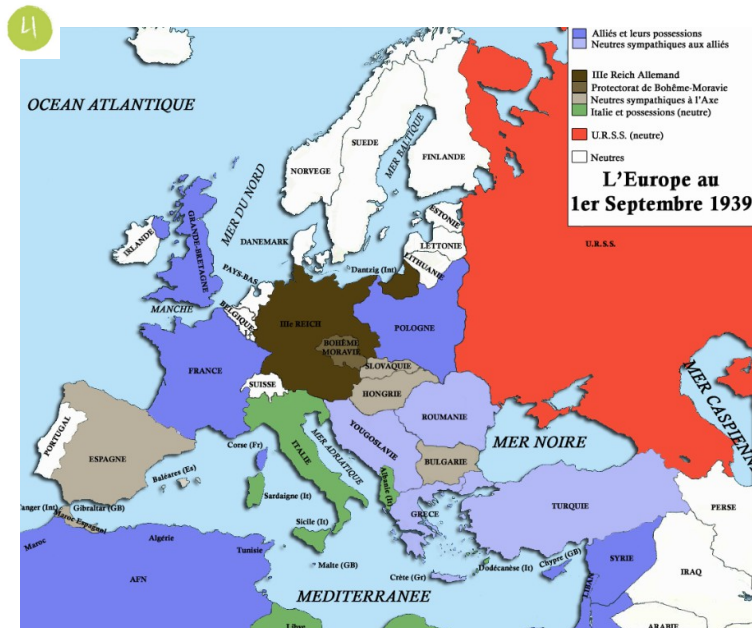 4
Alliés et leurs possessions
Neutres sympathiques aux alliés
IIIe Reich Allemand
Protectorat de Bohême-Moravie
Neutres sympathiques à l'Axe
Italie et possessions (neutre)
U.R.S.S. (neutre)
Neutres
L'Europe au
1er Septembre 1939
OCEAN ATLANTIQUE
MER DU NORD
NORVEGE
SUEDE
MER BALTIQUE
FINLANDE
U.R.S.S.
ESTONIE
LETTONIE
LITHUANIE
DANEMARK
Dantzig (Int)
IRLANDE
GRANDE-BRETAGNE
PAYS-BAS
BELGIQUE
MANCHE
IIIe REICH
POLOGNE
BOHÊME
MORAVIE
SLOVAQUIE
FRANCE
SUISSE
HONGRIE
ROUMANIE
MER CASPIENNE
PORTUGAL
ESPAGNE
Corse (Fr)
ITALIE
MER ADRIATIQUE
YOUGOSLAVIE
BULGARIE
MER NOIRE
Baléares (Es)
Sardaigne (It)
Albanie (It)
GRECE
TURQUIE
PERSE
Tanger (Int)
Gibraltar (GB)
Maroc Espagnol
Sicile (It)
Maroc
Algérie
Tunisie
Malte (GB)
Crète (Gr)
Dodécanèse (It)
Chypre (GB)
SYRIE
LIBAN
IRAQ
AFN
MEDITERRANEE
ARABIE